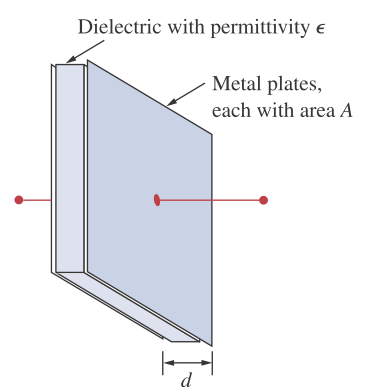 Dielectric with permittivity ϵ
Metal plates,
each with area A
d